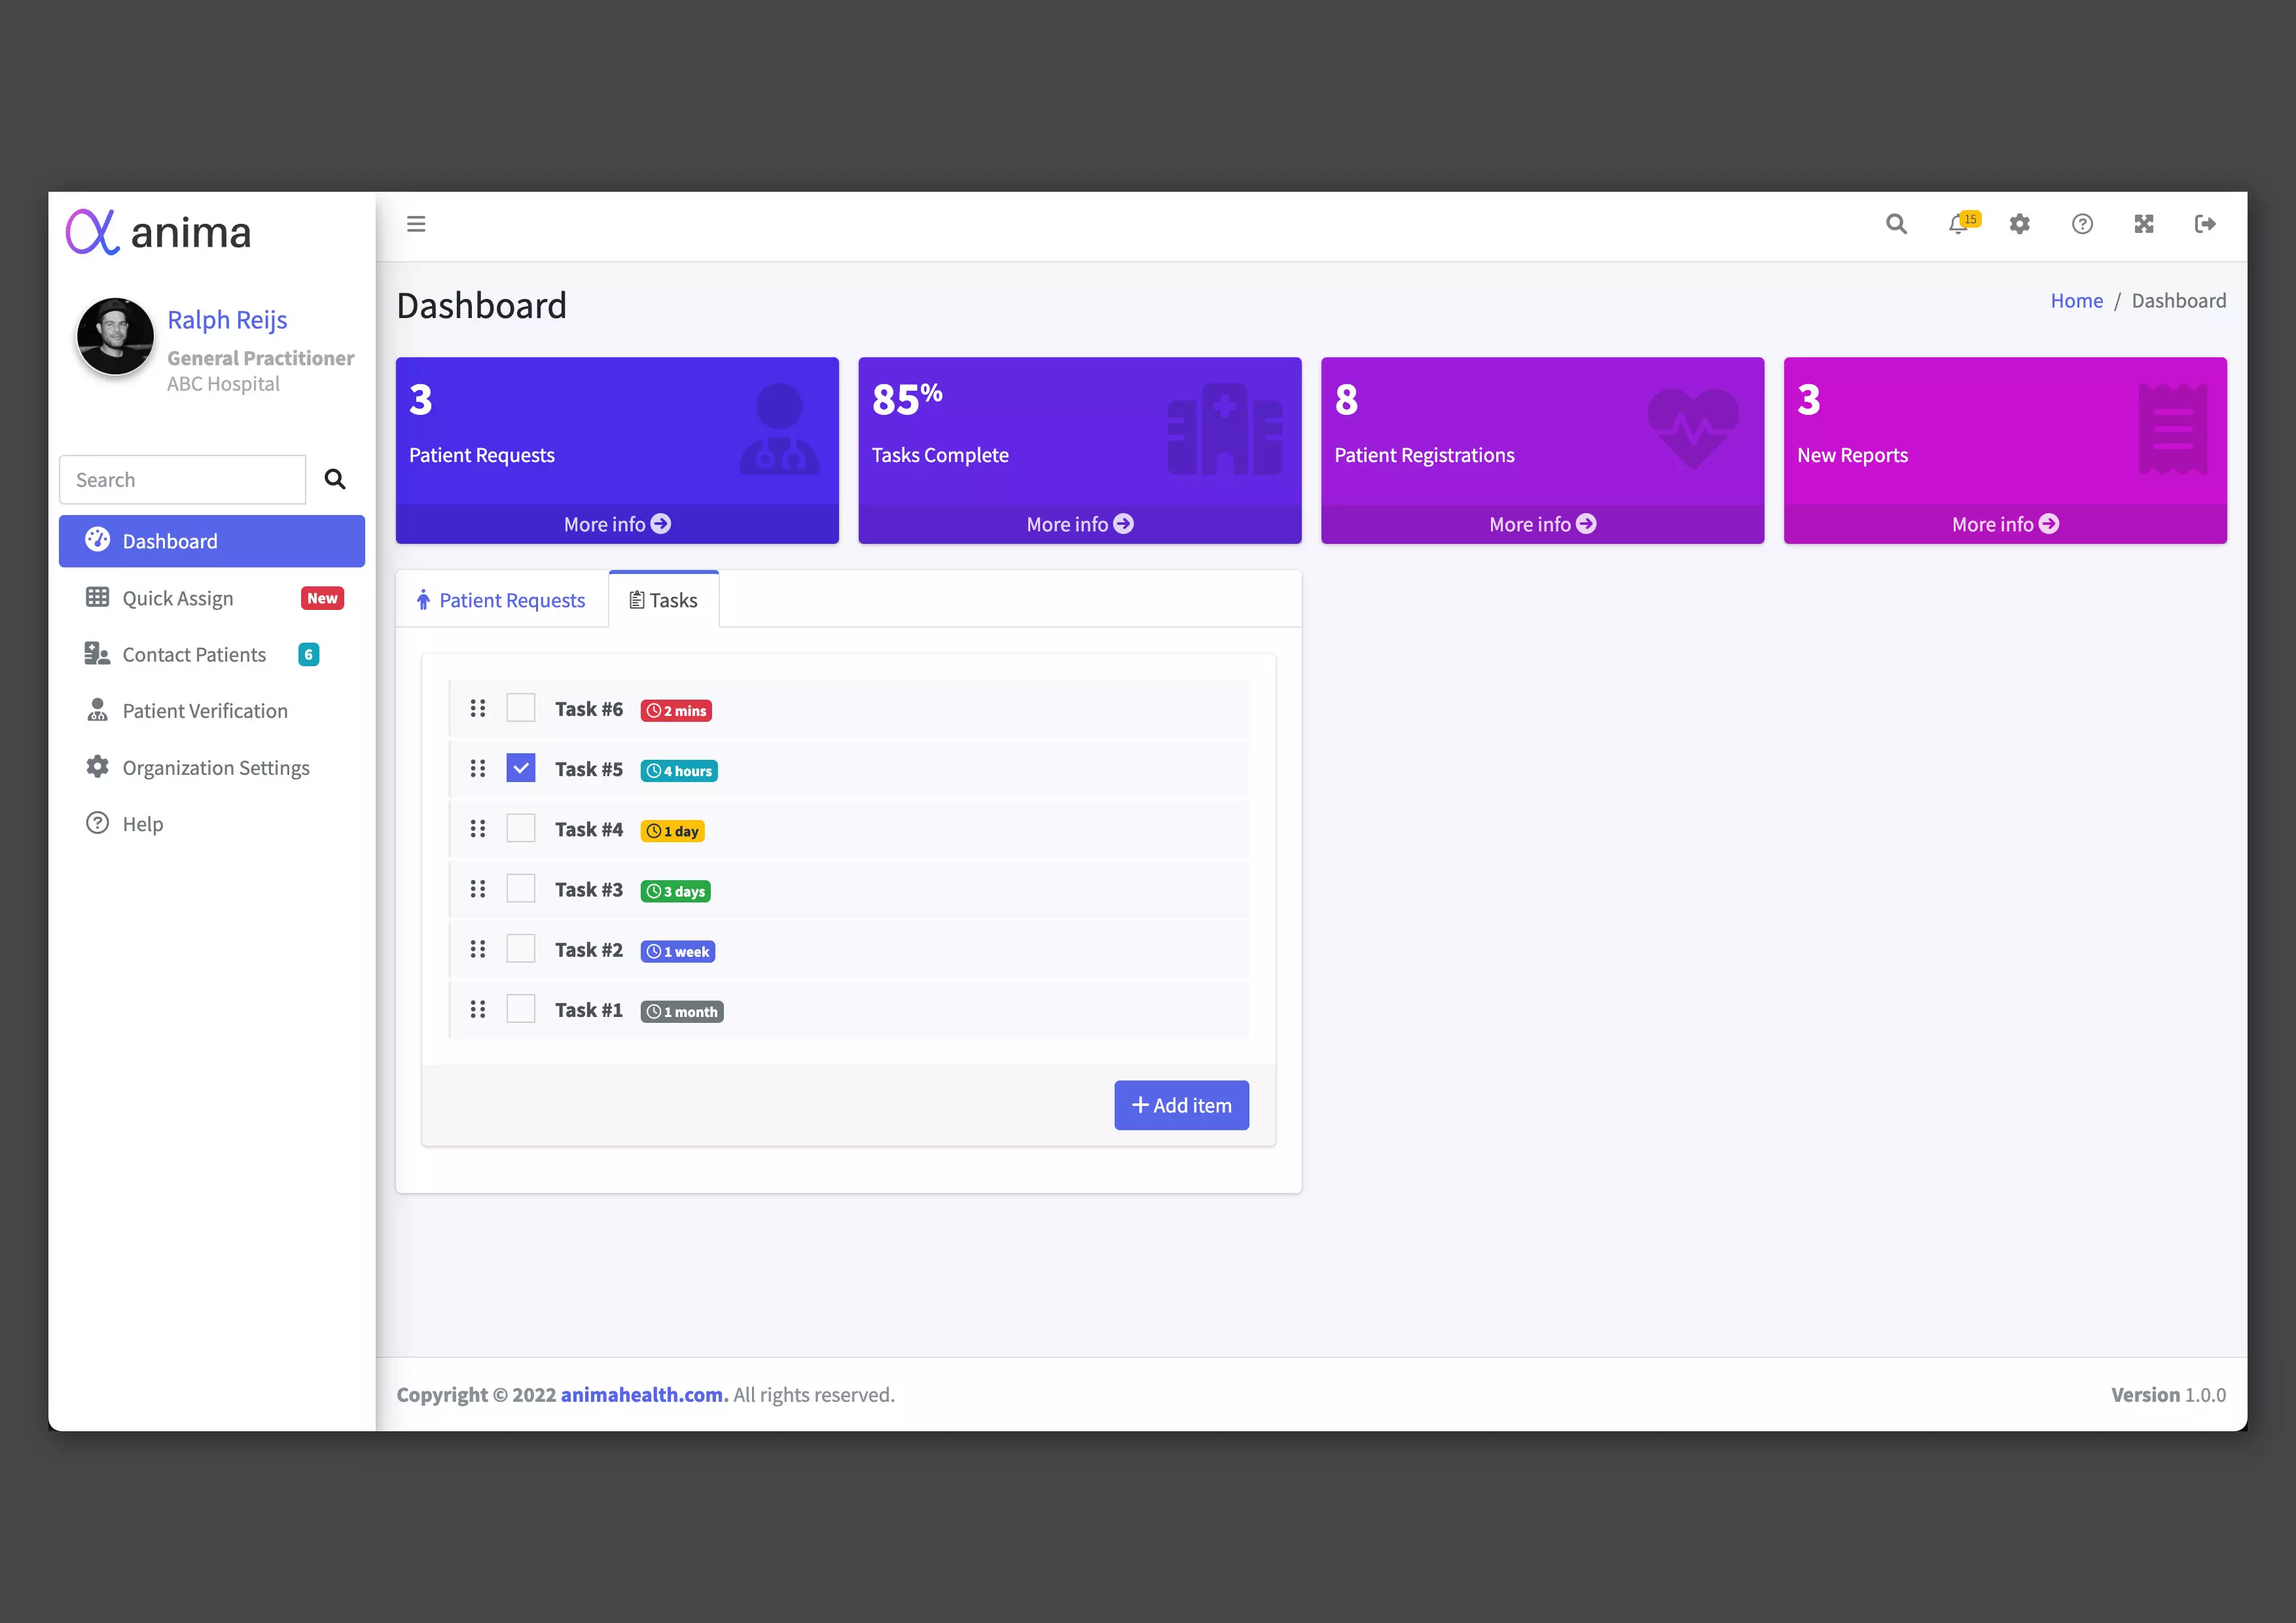 anima
Ralph Reijs
General Practitioner
ABC Hospital
Search
Dashboard
Quick Assign New
Contact Patients 6
Patient Verification
Organization Settings
Help
15
Dashboard
Home / Dashboard
3
Patient Requests
More info
85%
Tasks Complete
More info
8
Patient Registrations
More info
3
New Reports
More info
Patient Requests
Tasks
Task #6 2 mins
Task #5 4 hours
Task #4 1 day
Task #3 3 days
Task #2 1 week
Task #1 1 month
+ Add item
Copyright © 2022 animahealth.com. All rights reserved.
Version 1.0.0